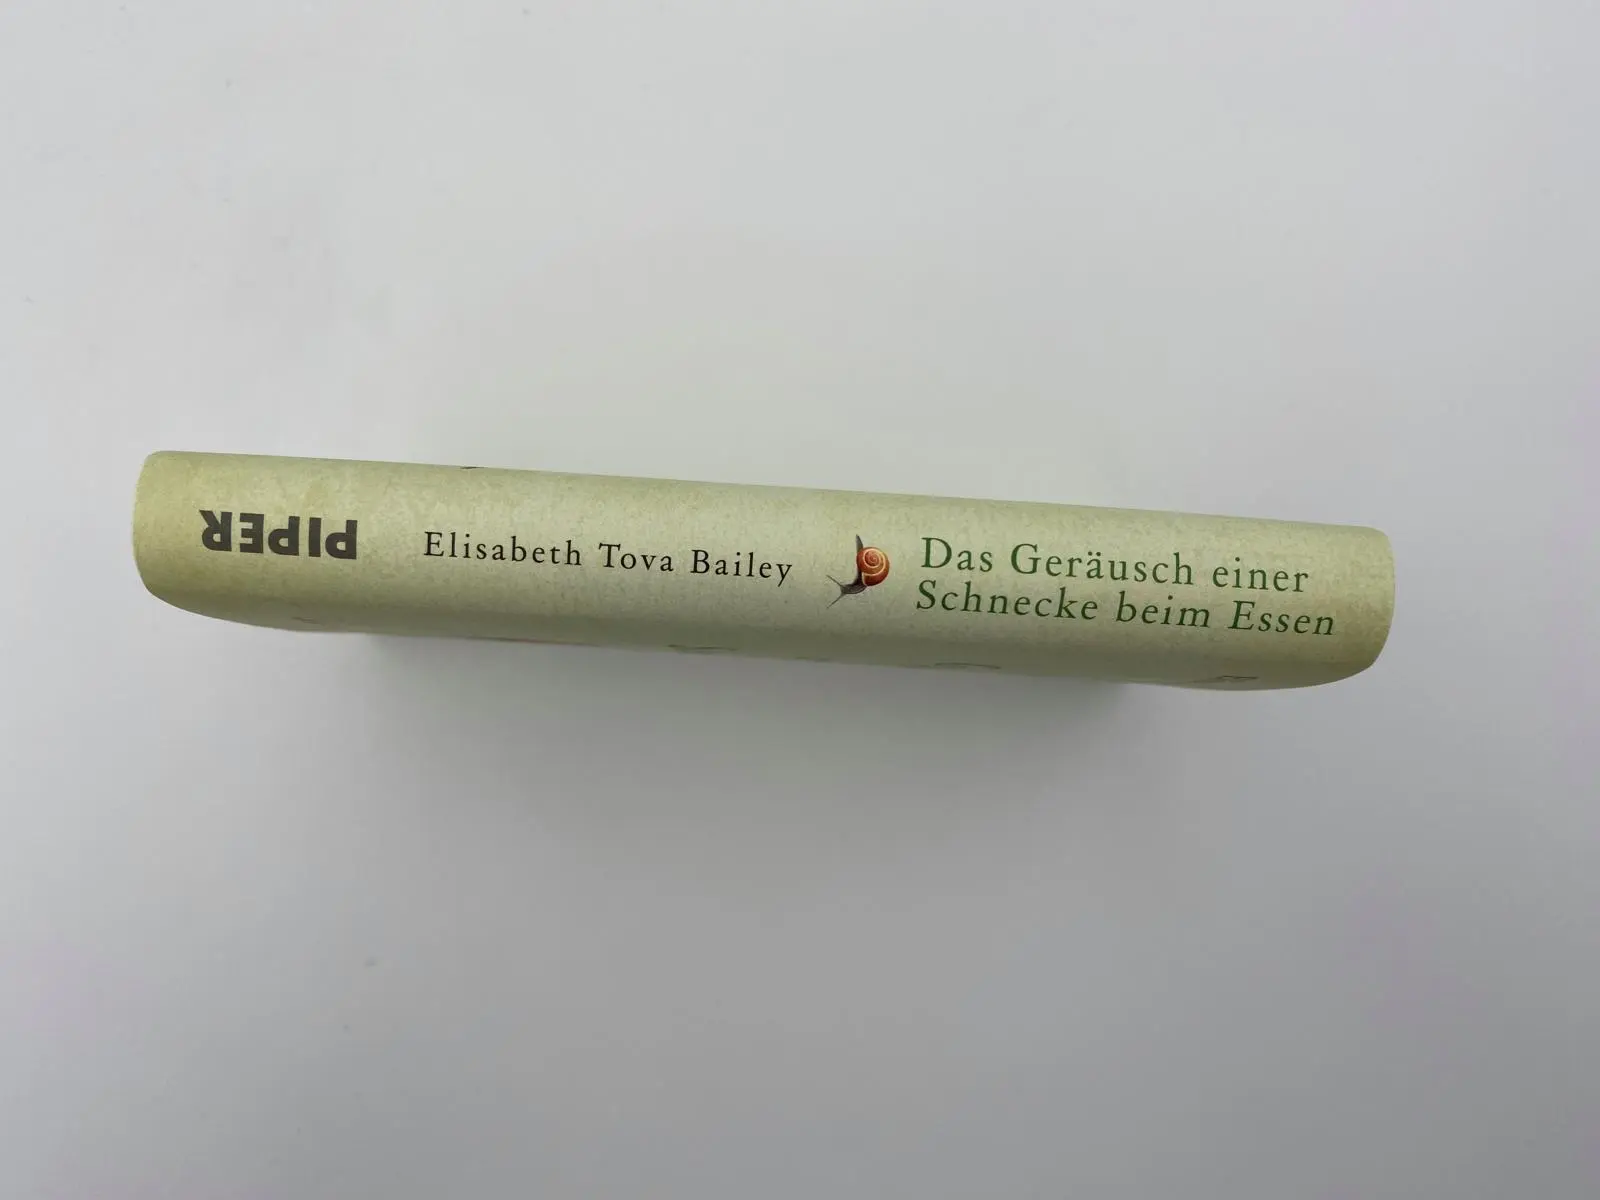 PIPER
Elisabeth Tova Bailey
Das Geräusch einer
Schnecke beim Essen